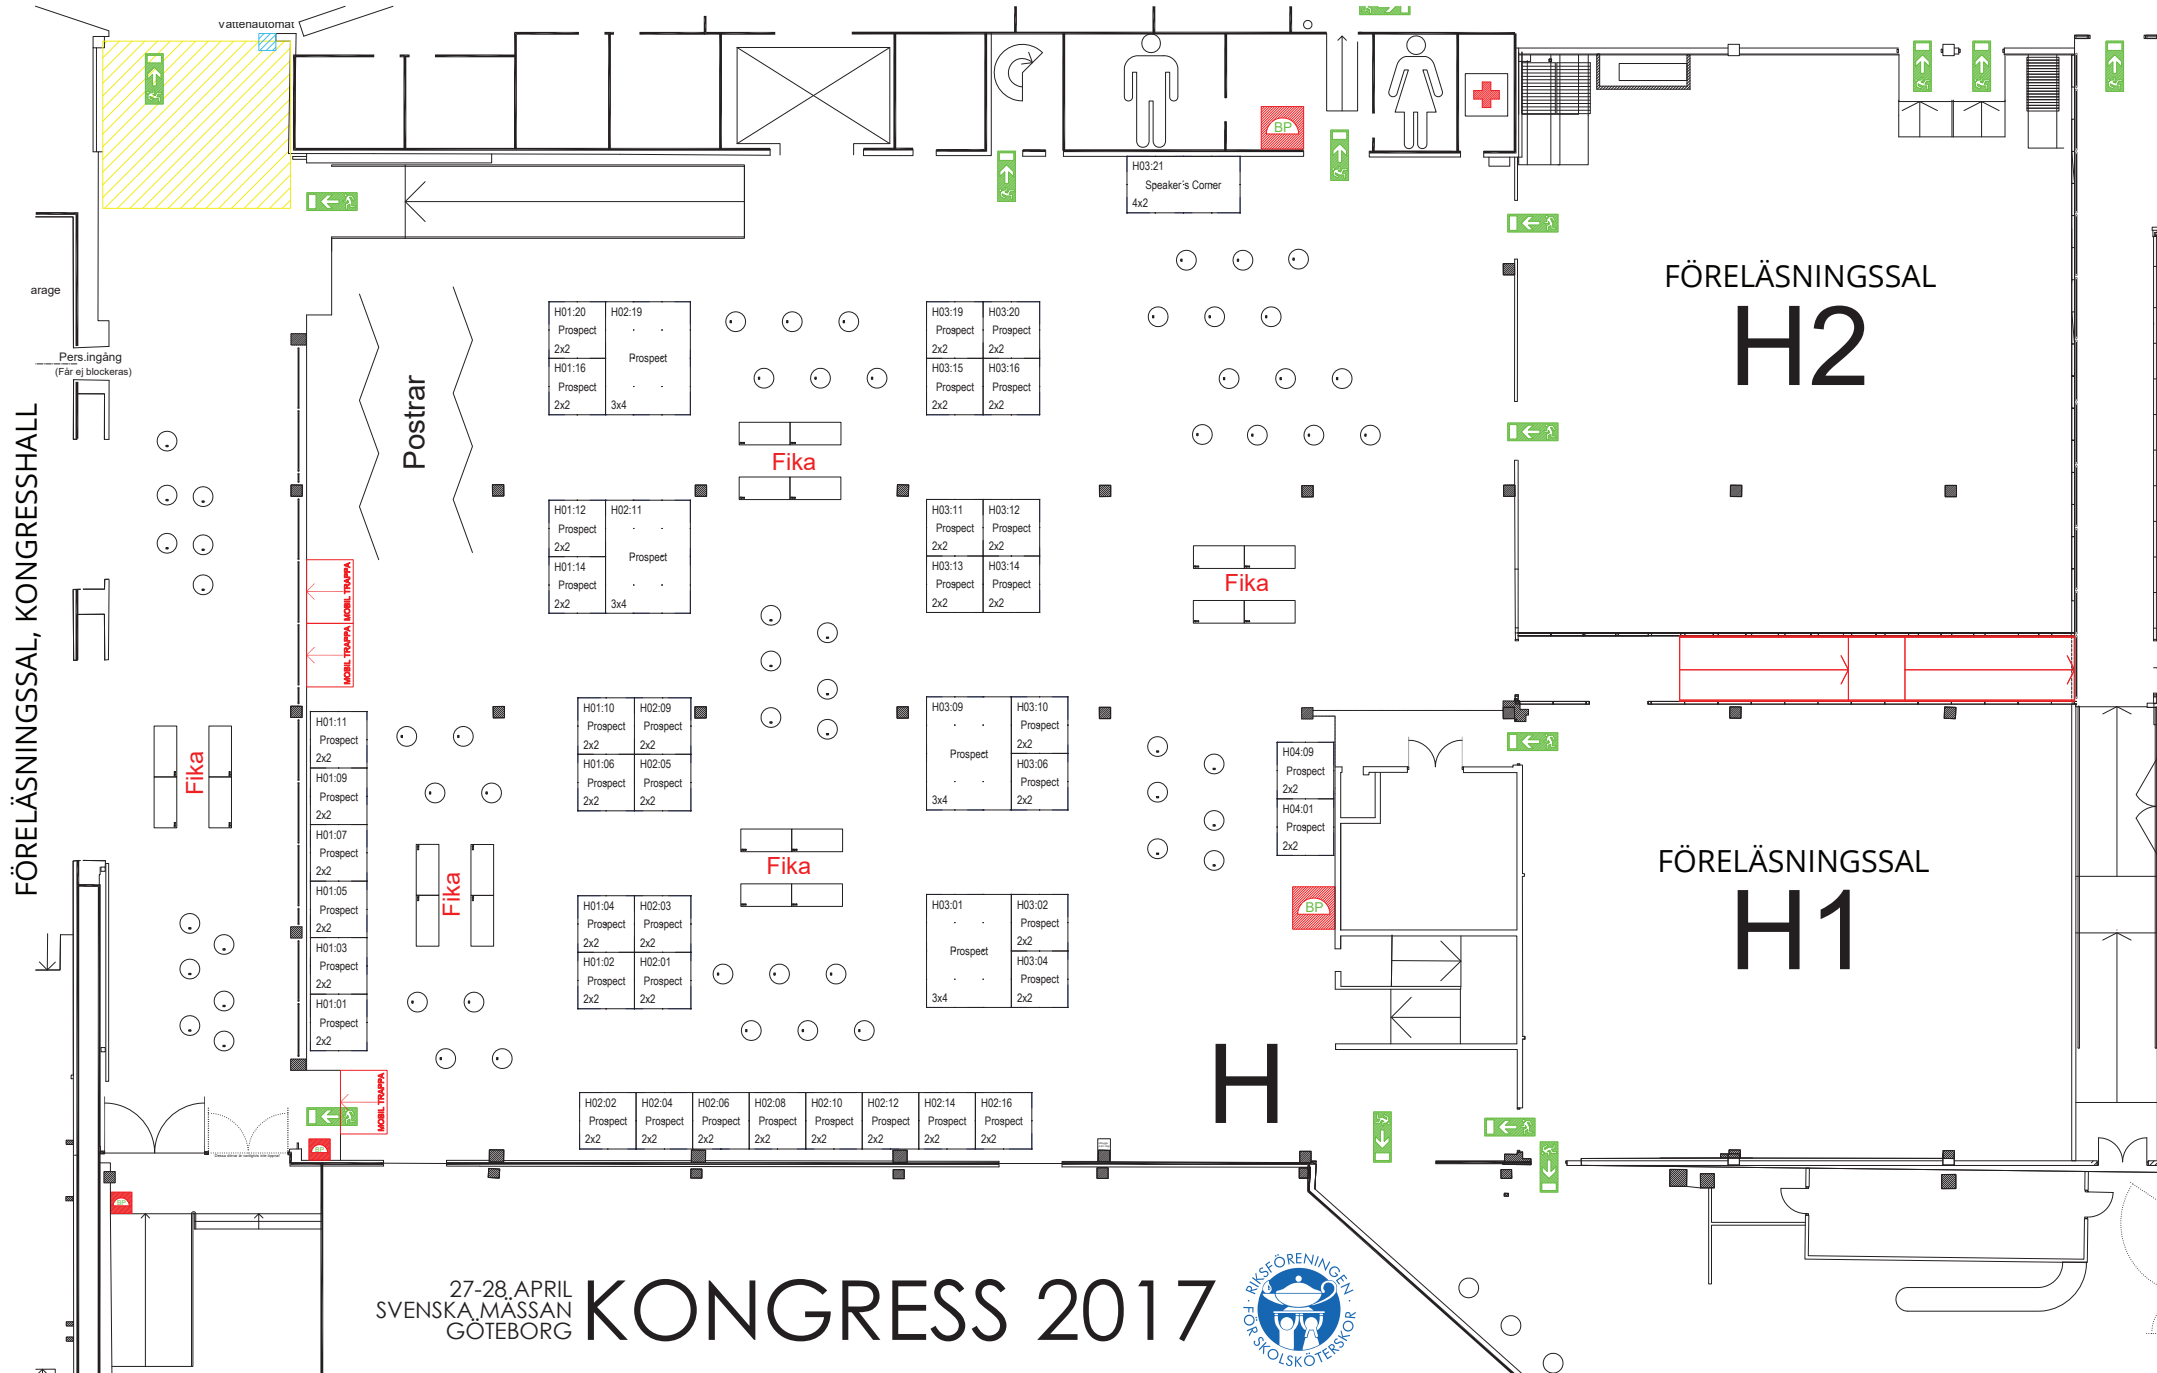 Vattenautomat
BP
H03:21
Speaker´s Corner
4x2
arage
Pers.ingång
(Får ej blockeras)
FÖRELÄSNINGSSAL, KONGRESSHALL
Postrar
FÖRELÄSNINGSSAL
H2
H01:20
Prospect
2x2
H02:19
Prospect
3x4
H01:16
Prospect
2x2
H03:19
Prospect
2x2
H03:20
Prospect
2x2
H03:15
Prospect
2x2
H03:16
Prospect
2x2
Fika
H01:12
Prospect
2x2
H02:11
Prospect
3x4
H01:14
Prospect
2x2
H03:11
Prospect
2x2
H03:12
Prospect
2x2
H03:13
Prospect
2x2
H03:14
Prospect
2x2
Fika
MOBIL TRAPPA
MOBIL TRAPPA
H01:11
Prospect
2x2
H01:09
Prospect
2x2
H01:07
Prospect
2x2
H01:05
Prospect
2x2
H01:03
Prospect
2x2
H01:01
Prospect
2x2
Fika
Fika
H01:10
Prospect
2x2
H02:09
Prospect
2x2
H01:06
Prospect
2x2
H02:05
Prospect
2x2
H03:09
Prospect
3x4
H03:10
Prospect
2x2
H03:06
Prospect
2x2
H04:09
Prospect
2x2
H04:01
Prospect
2x2
Fika
BP
FÖRELÄSNINGSSAL
H1
H01:04
Prospect
2x2
H02:03
Prospect
2x2
H01:02
Prospect
2x2
H02:01
Prospect
2x2
H03:01
Prospect
3x4
H03:02
Prospect
2x2
H03:04
Prospect
2x2
H
MOBIL TRAPPA
H02:02
Prospect
2x2
H02:04
Prospect
2x2
H02:06
Prospect
2x2
H02:08
Prospect
2x2
H02:10
Prospect
2x2
H02:12
Prospect
2x2
H02:14
Prospect
2x2
H02:16
Prospect
2x2
BP
BP
27-28 APRIL
SVENSKA MÄSSAN
GÖTEBORG
KONGRESS 2017
RIKSFÖRENINGEN
FÖR SKOLSKÖTERSKOR